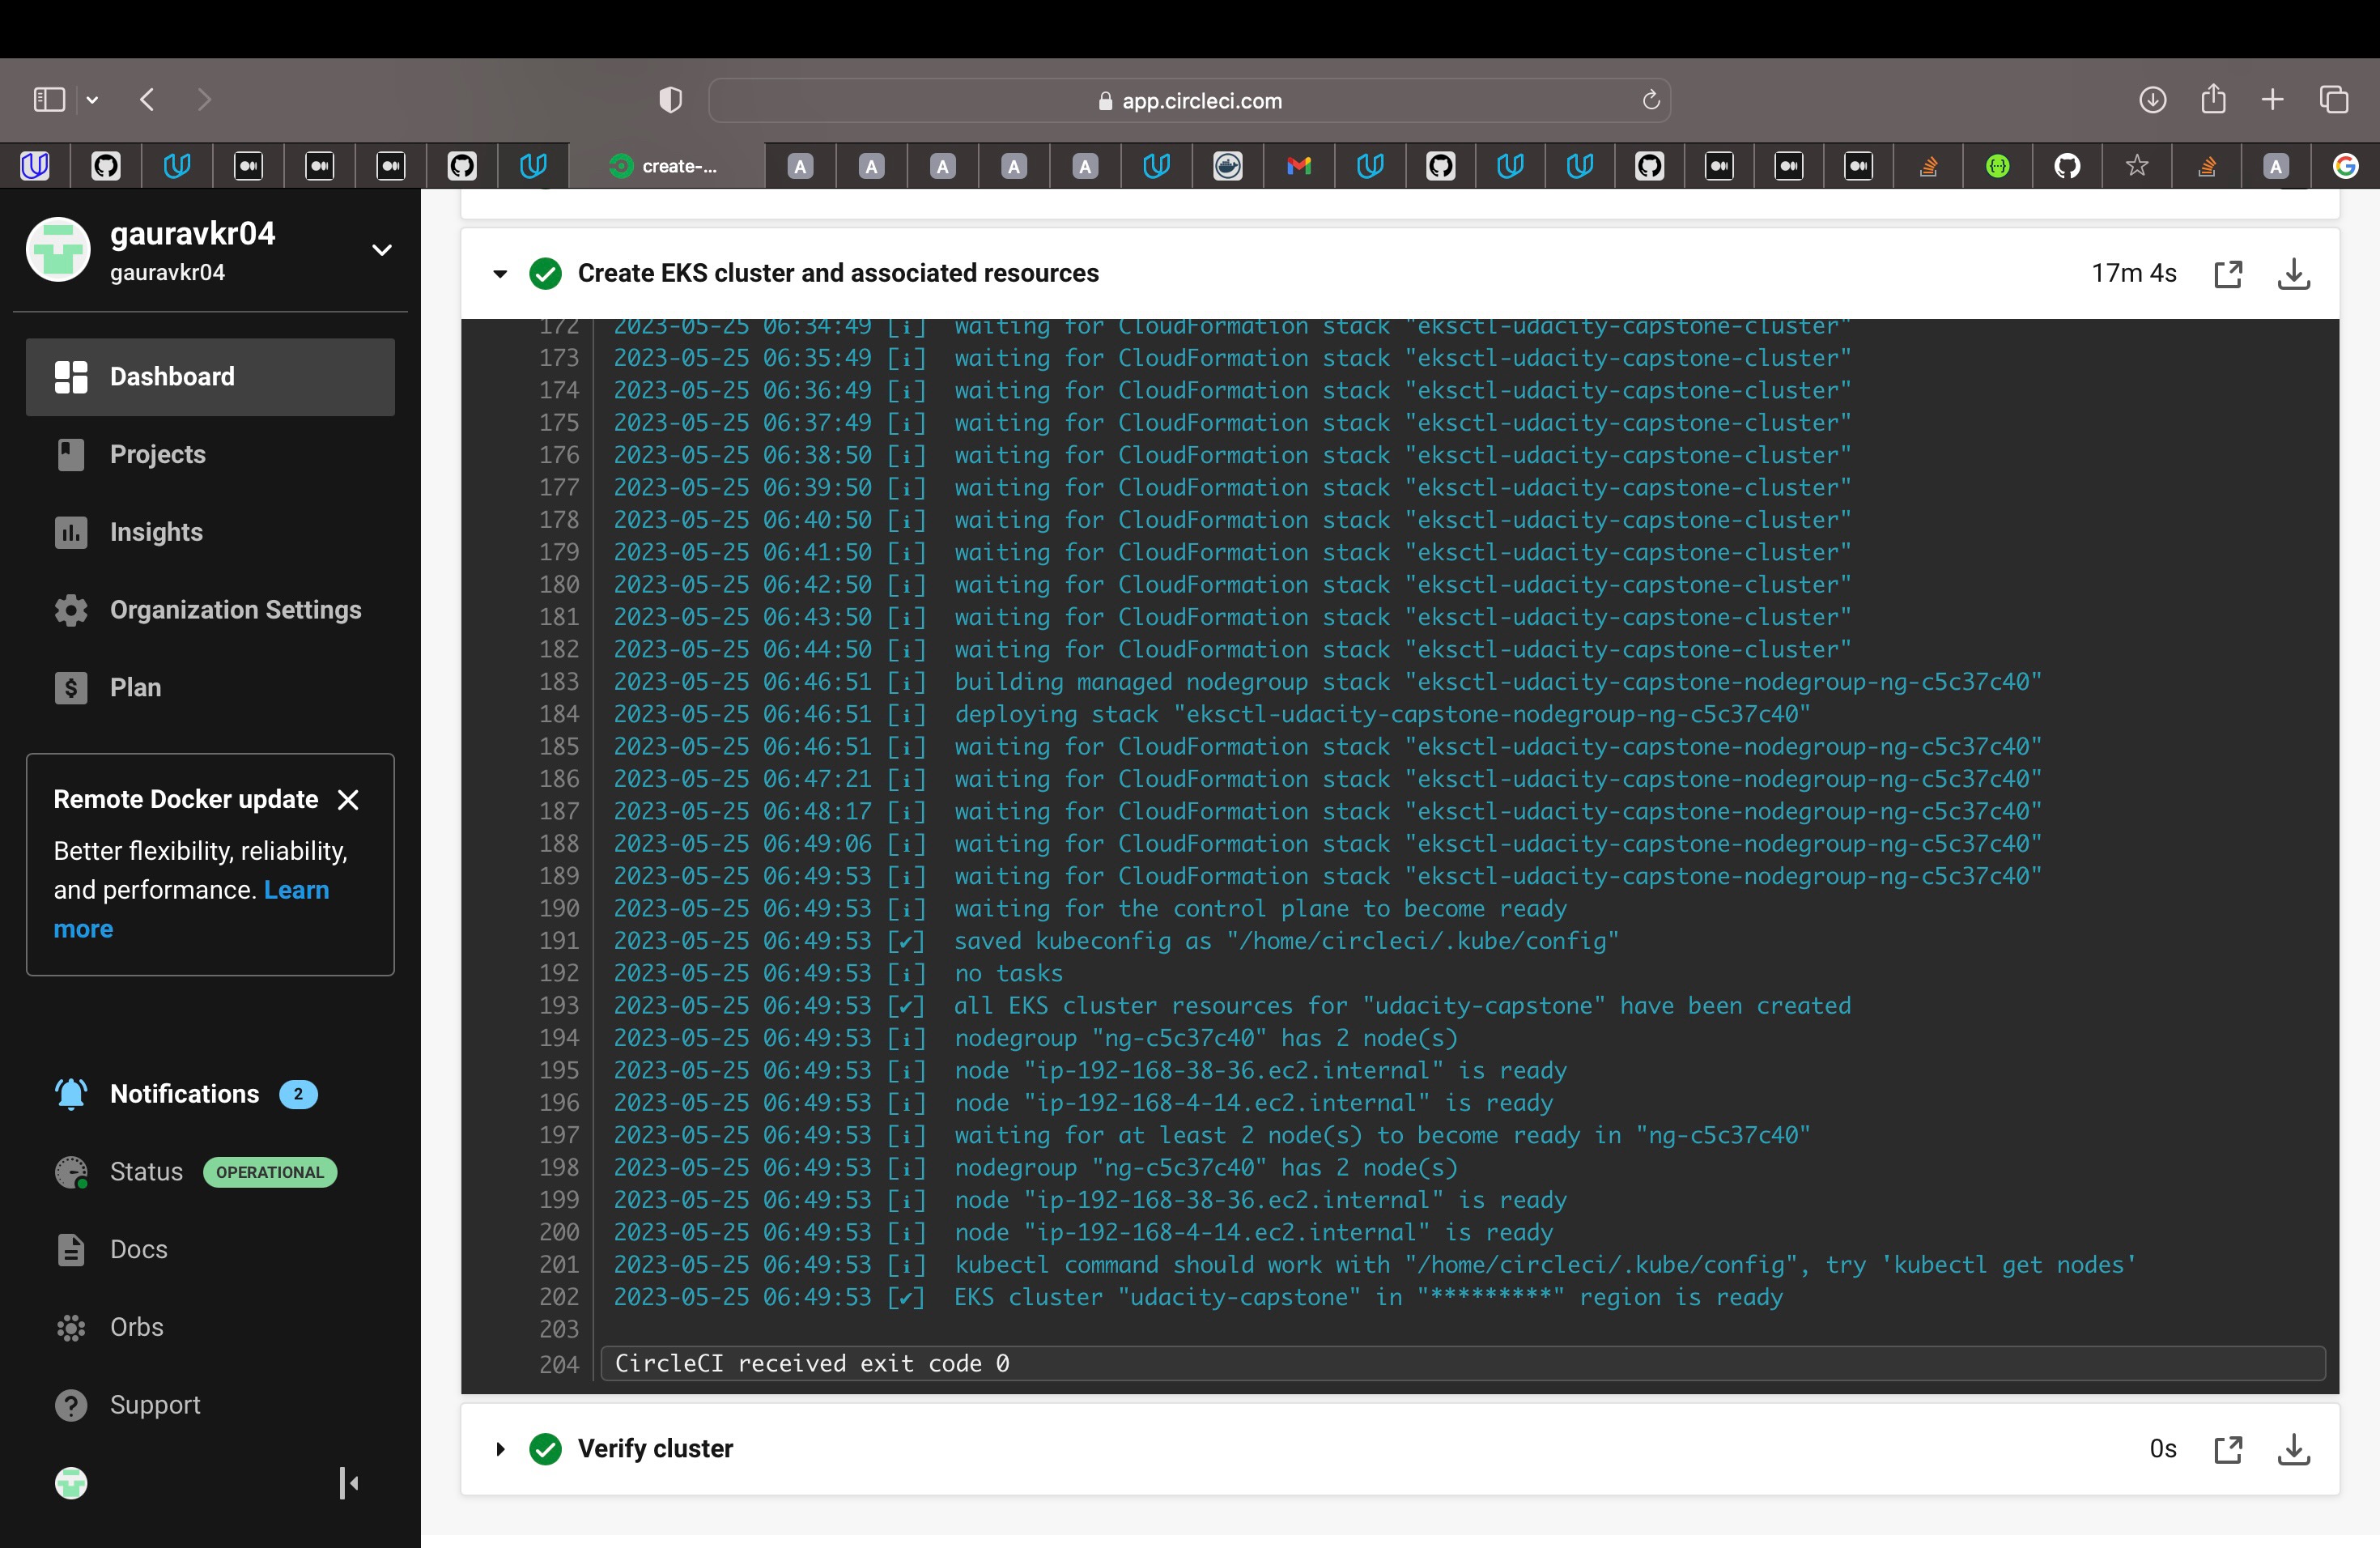 app.circleci.com
create-...
gauravkr04
gauravkr04
Dashboard
Projects
Insights
Organization Settings
Plan
Remote Docker update
Better flexibility, reliability,
and performance. Learn
more
Notifications 2
Status OPERATIONAL
Docs
Orbs
Support
Create EKS cluster and associated resources 17m 4s
172 2023-05-25 06:34:49 [i] waiting for CloudFormation stack "eksctl-udacity-capstone-cluster"
173 2023-05-25 06:35:49 [i] waiting for CloudFormation stack "eksctl-udacity-capstone-cluster"
174 2023-05-25 06:36:49 [i] waiting for CloudFormation stack "eksctl-udacity-capstone-cluster"
175 2023-05-25 06:37:49 [i] waiting for CloudFormation stack "eksctl-udacity-capstone-cluster"
176 2023-05-25 06:38:50 [i] waiting for CloudFormation stack "eksctl-udacity-capstone-cluster"
177 2023-05-25 06:39:50 [i] waiting for CloudFormation stack "eksctl-udacity-capstone-cluster"
178 2023-05-25 06:40:50 [i] waiting for CloudFormation stack "eksctl-udacity-capstone-cluster"
179 2023-05-25 06:41:50 [i] waiting for CloudFormation stack "eksctl-udacity-capstone-cluster"
180 2023-05-25 06:42:50 [i] waiting for CloudFormation stack "eksctl-udacity-capstone-cluster"
181 2023-05-25 06:43:50 [i] waiting for CloudFormation stack "eksctl-udacity-capstone-cluster"
182 2023-05-25 06:44:50 [i] waiting for CloudFormation stack "eksctl-udacity-capstone-cluster"
183 2023-05-25 06:46:51 [i] building managed nodegroup stack "eksctl-udacity-capstone-nodegroup-ng-c5c37c40"
184 2023-05-25 06:46:51 [i] deploying stack "eksctl-udacity-capstone-nodegroup-ng-c5c37c40"
185 2023-05-25 06:46:51 [i] waiting for CloudFormation stack "eksctl-udacity-capstone-nodegroup-ng-c5c37c40"
186 2023-05-25 06:47:21 [i] waiting for CloudFormation stack "eksctl-udacity-capstone-nodegroup-ng-c5c37c40"
187 2023-05-25 06:48:17 [i] waiting for CloudFormation stack "eksctl-udacity-capstone-nodegroup-ng-c5c37c40"
188 2023-05-25 06:49:06 [i] waiting for CloudFormation stack "eksctl-udacity-capstone-nodegroup-ng-c5c37c40"
189 2023-05-25 06:49:53 [i] waiting for CloudFormation stack "eksctl-udacity-capstone-nodegroup-ng-c5c37c40"
190 2023-05-25 06:49:53 [i] waiting for the control plane to become ready
191 2023-05-25 06:49:53 [✔] saved kubeconfig as "/home/circleci/.kube/config"
192 2023-05-25 06:49:53 [i] no tasks
193 2023-05-25 06:49:53 [✔] all EKS cluster resources for "udacity-capstone" have been created
194 2023-05-25 06:49:53 [i] nodegroup "ng-c5c37c40" has 2 node(s)
195 2023-05-25 06:49:53 [i] node "ip-192-168-38-36.ec2.internal" is ready
196 2023-05-25 06:49:53 [i] node "ip-192-168-4-14.ec2.internal" is ready
197 2023-05-25 06:49:53 [i] waiting for at least 2 node(s) to become ready in "ng-c5c37c40"
198 2023-05-25 06:49:53 [i] nodegroup "ng-c5c37c40" has 2 node(s)
199 2023-05-25 06:49:53 [i] node "ip-192-168-38-36.ec2.internal" is ready
200 2023-05-25 06:49:53 [i] node "ip-192-168-4-14.ec2.internal" is ready
201 2023-05-25 06:49:53 [i] kubectl command should work with "/home/circleci/.kube/config", try 'kubectl get nodes'
202 2023-05-25 06:49:53 [✔] EKS cluster "udacity-capstone" in "*********" region is ready
203
204 CircleCI received exit code 0
Verify cluster 0s